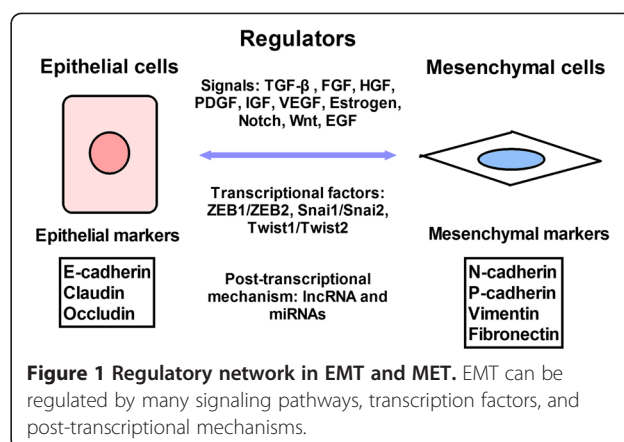 Regulators
Epithelial cells
Mesenchymal cells
Signals: TGF-β , FGF, HGF,
PDGF, IGF, VEGF, Estrogen,
Notch, Wnt, EGF
Transcriptional factors:
ZEB1/ZEB2, Snai1/Snai2,
Twist1/Twist2
Epithelial markers
Mesenchymal markers
E-cadherin
Claudin
Occludin
Post-transcriptional
mechanism: lncRNA and
miRNAs
N-cadherin
P-cadherin
Vimentin
Fibronectin
Figure 1 Regulatory network in EMT and MET. EMT can be
regulated by many signaling pathways, transcription factors, and
post-transcriptional mechanisms.